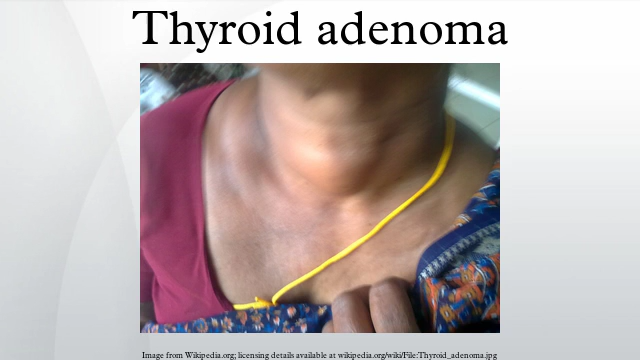 Thyroid adenoma
Image from Wikipedia.org; licensing details available at wikipedia.org/wiki/File:Thyroid_adenoma.jpg